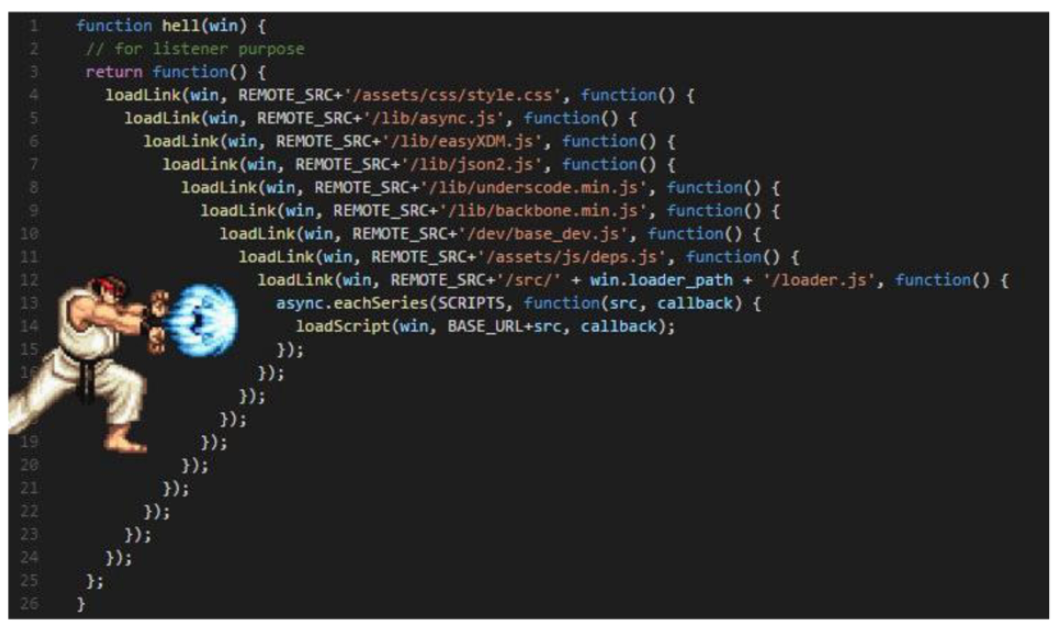 1 function hell(win) {
2 // for listener purpose
3 return function() {
4 loadLink(win, REMOTE_SRC+'/assets/css/style.css', function() {
5 loadLink(win, REMOTE_SRC+'/lib/async.js', function() {
6 loadLink(win, REMOTE_SRC+'/lib/easyXDM.js', function() {
7 loadLink(win, REMOTE_SRC+'/lib/json2.js', function() {
8 loadLink(win, REMOTE_SRC+'/lib/underscode.min.js', function() {
9 loadLink(win, REMOTE_SRC+'/lib/backbone.min.js', function() {
10 loadLink(win, REMOTE_SRC+'/dev/base_dev.js', function() {
11 loadLink(win, REMOTE_SRC+'/assets/js/deps.js', function() {
12 loadLink(win, REMOTE_SRC+'/src/' + win.loader_path + '/loader.js', function() {
13 async.eachSeries(SCRIPTS, function(src, callback) {
14 loadScript(win, BASE_URL+src, callback);
15 });
16 });
});
});
19 });
20 });
21 });
22 });
23 });
24 });
25 };
26 }